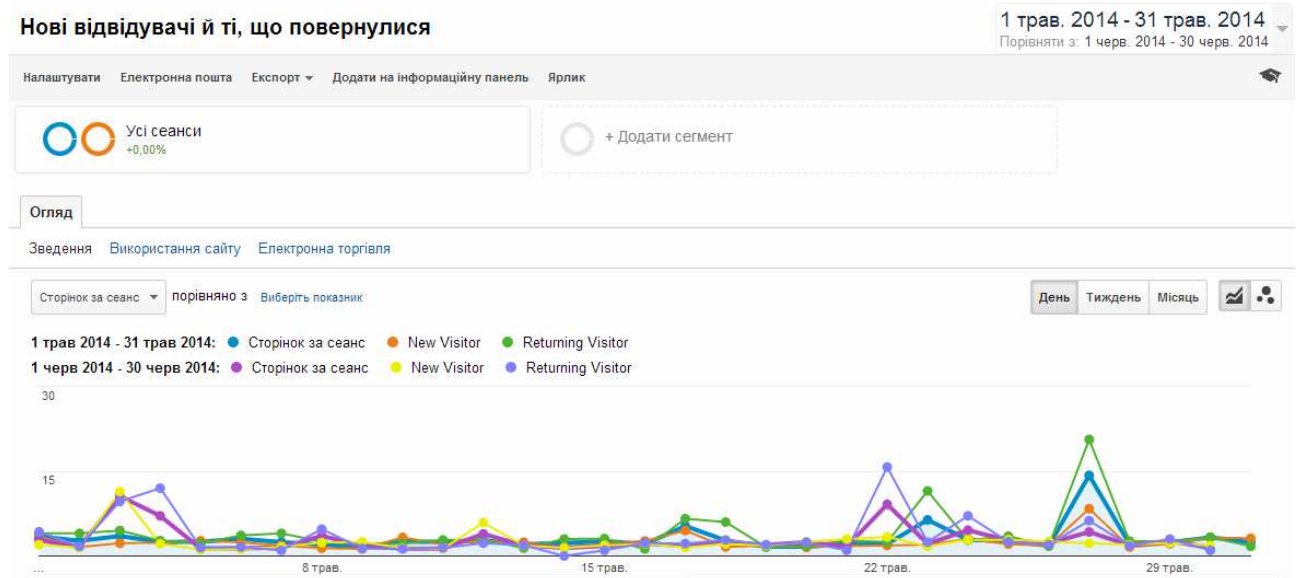 Нові відвідувачі й ті, що повернулися
1 трав. 2014 - 31 трав. 2014
Порівняти з: 1 черв. 2014 - 30 черв. 2014
Налаштувати Електронна пошта Експорт Додати на інформаційну панель Ярлик
Усі сеанси
+0,00%
+ Додати сегмент
Огляд
Зведення Використання сайту Електронна торгівля
Сторінок за сеанс порівняно з Виберіть показник
День Тиждень Місяць
1 трав 2014 - 31 трав 2014: Сторінок за сеанс New Visitor Returning Visitor
1 черв 2014 - 30 черв 2014: Сторінок за сеанс New Visitor Returning Visitor
30
15
... 8 трав. 15 трав. 22 трав. 29 трав.